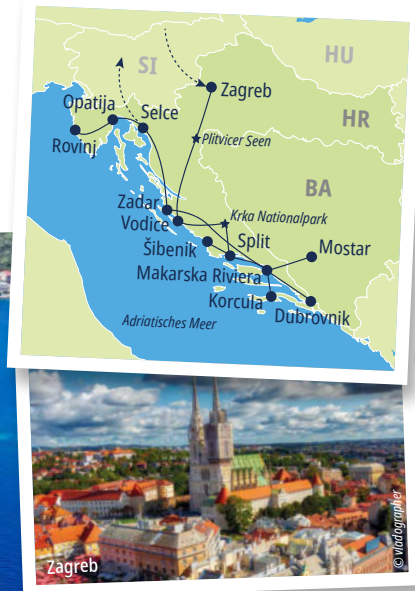 HU
SI
Zagreb
HR
Opatija
Selce
Plitvicer Seen
Rovinj
BA
Zadar
Krka Nationalpark
Vodice
Šibenik
Split
Mostar
Makarska Riviera
Korcula
Dubrovnik
Adriatisches Meer
Zagreb
© vladographer